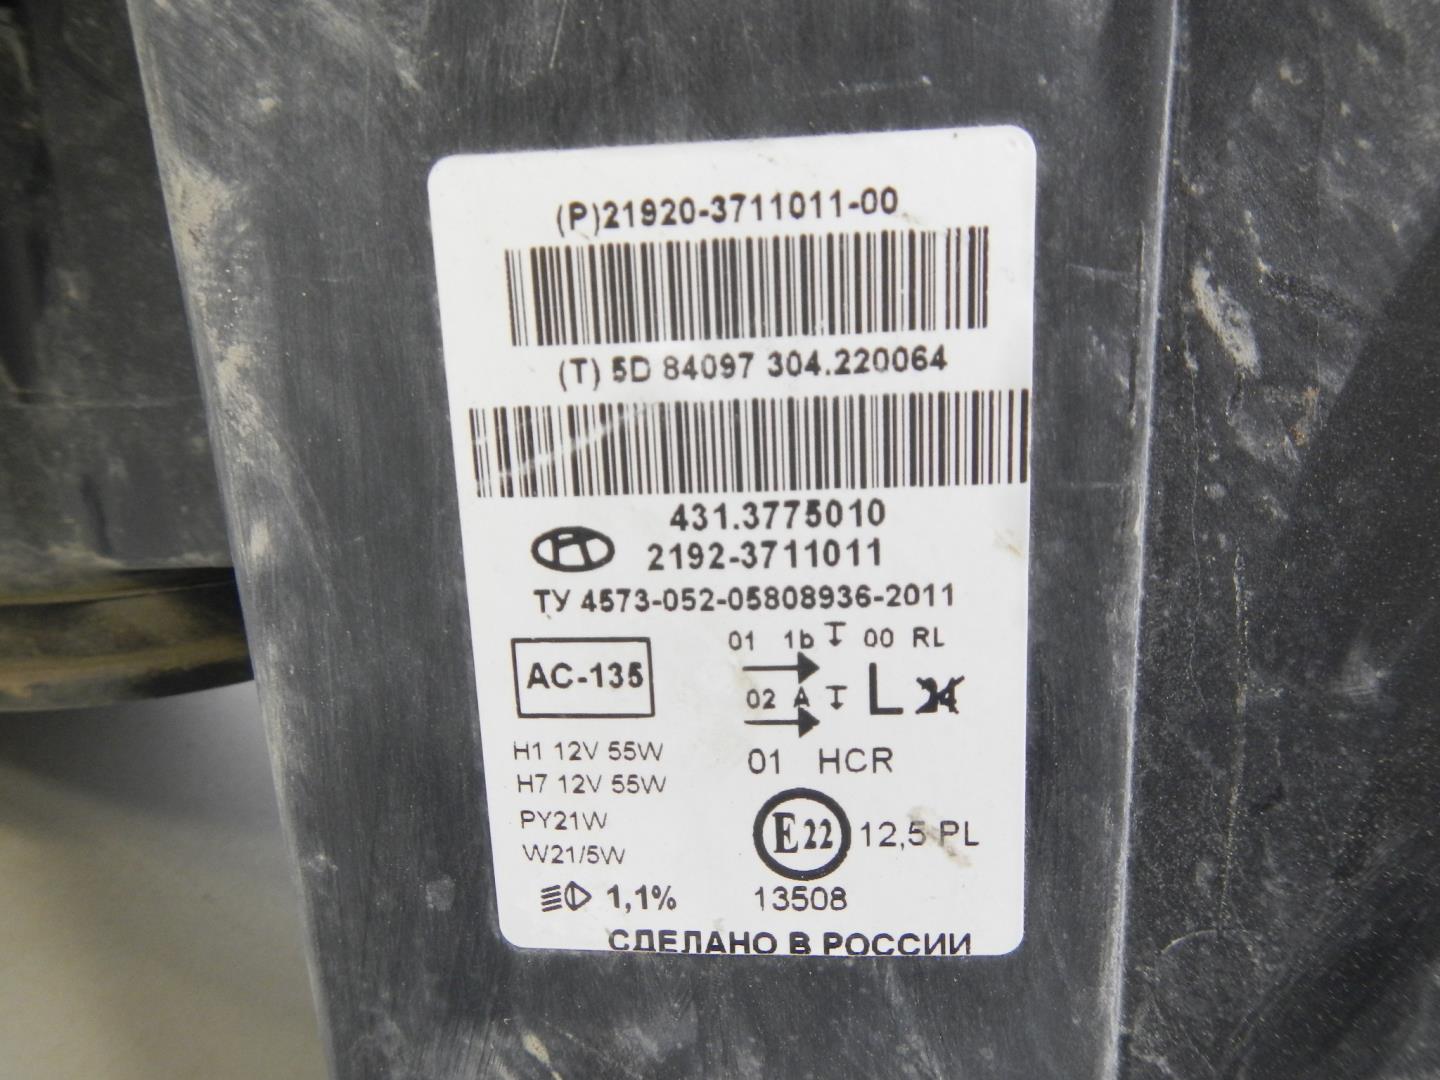 (P)21920-3711011-00
(T) 5D 84097 304.220064
431.3775010
2192-3711011
ТУ 4573-052-05808936-2011
01 1b 00 RL
AC-135
02 A L
H1 12V 55W
01 HCR
H7 12V 55W
PY21W
E22 12,5 PL
W21/5W
1,1%
13508
СДЕЛАНО В РОССИИ